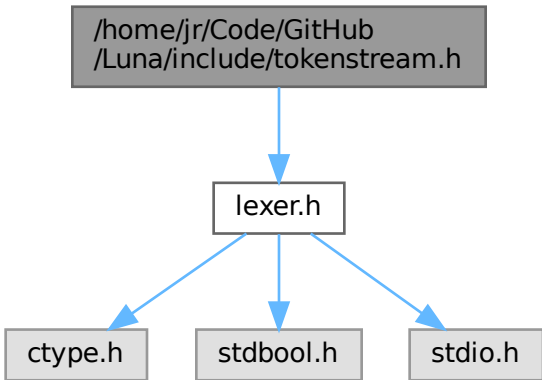 /home/jr/Code/GitHub
/Luna/include/tokenstream.h
lexer.h
ctype.h
stdbool.h
stdio.h